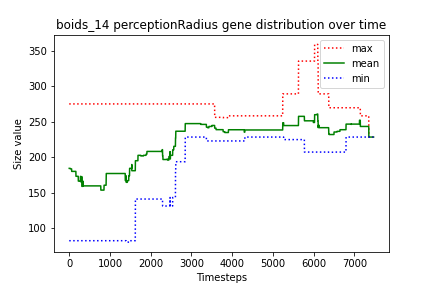 boids_14 perceptionRadius gene distribution over time
max
mean
min
350
300
250
200
150
100
Size value
0
1000
2000
3000
4000
5000
6000
7000
Timesteps